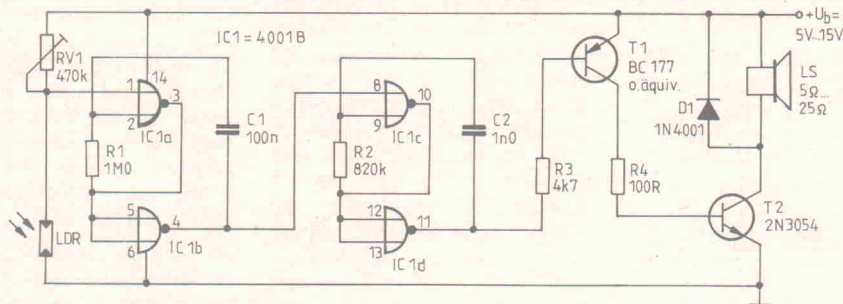 +Ub=
5V...15V
IC1 = 4001B
RV1
470k
14
1
2
3
IC1a
R1
1M0
C1
100n
5
6
4
IC1b
LDR
8
9
10
IC1c
R2
820k
C2
1n0
12
13
11
IC1d
R3
4k7
T1
BC 177
o.äquiv.
R4
100R
D1
1N4001
LS
5Ω...
25Ω
T2
2N3054